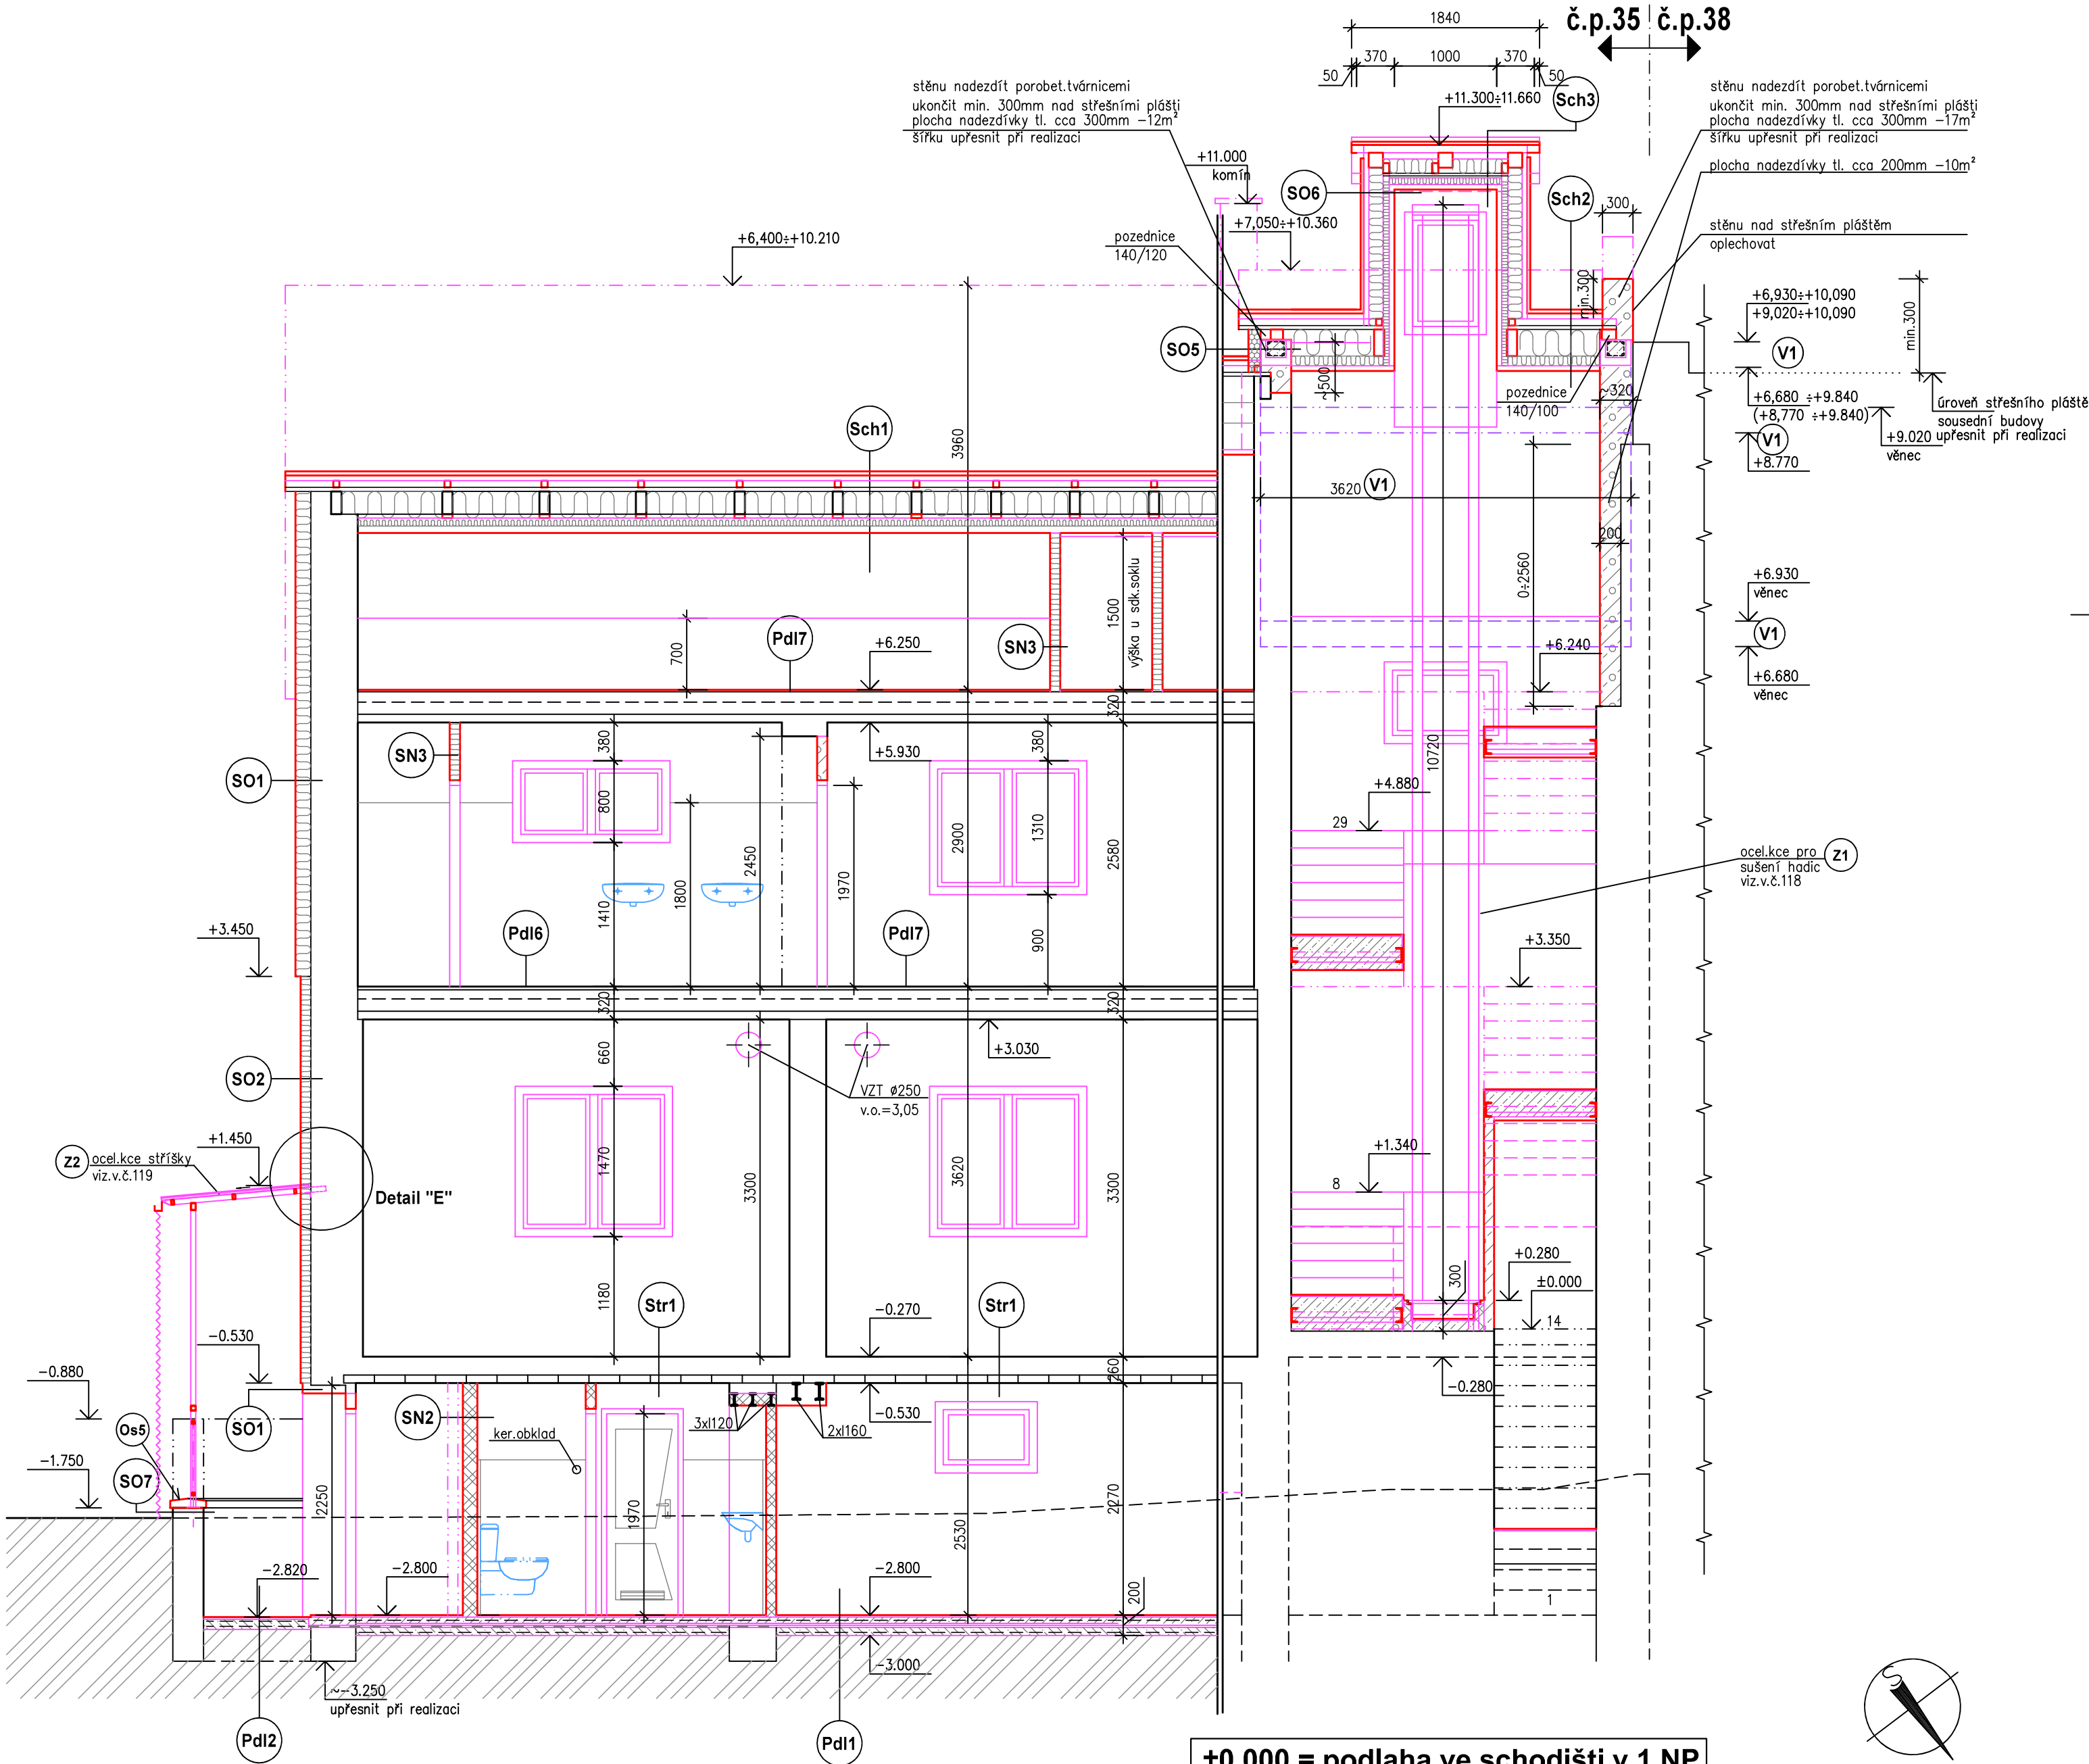 č.p.35 č.p.38
1840
50 370 1000 370 50
+11.300÷11.660
Sch3
stěnu nadezdít porobet.tvárnicemi
ukončit min. 300mm nad střešními plášti
plocha nadezdívky tl. cca 300mm -12m²
šířku upřesnit při realizaci
stěnu nadezdít porobet.tvárnicemi
ukončit min. 300mm nad střešními plášti
plocha nadezdívky tl. cca 300mm -17m²
šířku upřesnit při realizaci
plocha nadezdívky tl. cca 200mm -10m²
+11.000
komín
SO6
Sch2
300
+7,050÷+10.360
stěnu nad střešním pláštěm
oplechovat
+6,400÷+10.210
pozednice
140/120
min.300
+6,930÷+10,090
+9,020÷+10,090
min.300
V1
SO5
~500
pozednice
140/100
~320
+6,680 ÷+9.840
(+8,770 ÷+9.840)
úroveň střešního pláště
sousední budovy
upřesnit při realizaci
+9.020
věnec
V1
+8.770
Sch1
3960
3620
V1
200
0÷2560
1500
výška u sdk.soklu
+6.930
věnec
V1
+6.680
věnec
700
Pdl7
+6.250
SN3
+6.240
320
SO1
SN3
380
+5.930
380
10720
800
2450
2900
1310
2580
+4.880
29
ocel.kce pro
sušení hadic
viz.v.č.118
Z1
1800
1970
1410
Pdl6
Pdl7
900
+3.450
+3.350
320
320
660
+3.030
SO2
VZT ø250
v.o.=3,05
+1.450
Z2
ocel.kce stříšky
viz.v.č.119
Detail "E"
1470
3300
3620
3300
+1.340
8
+0.280
±0.000
300
14
1180
Str1
Str1
-0.270
-0.530
-0.880
260
-0.280
SN2
-0.530
3xI120
2xI160
Os5
SO1
ker.obklad
-1.750
SO7
2250
1970
2530
2270
-2.820
-2.800
-2.800
200
1
-3.000
~-3.250
upřesnit při realizaci
Pdl2
Pdl1
S
±0,000 = podlaha ve schodišti v 1.NP